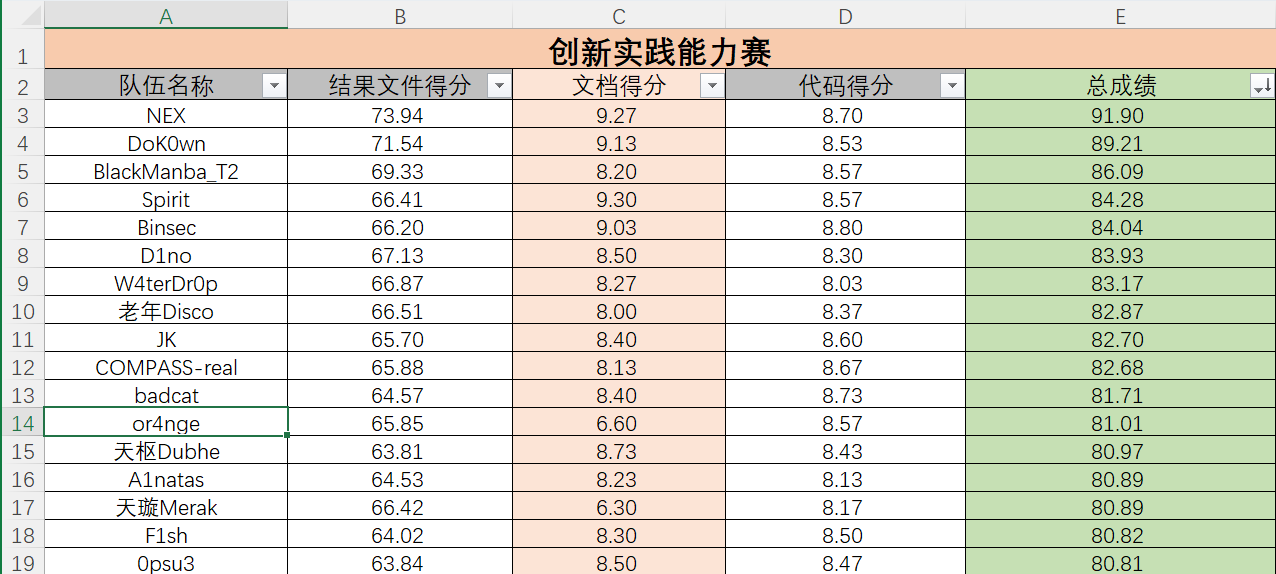 A B C D E
1 创新实践能力赛
2 队伍名称 结果文件得分 文档得分 代码得分 总成绩
3 NEX 73.94 9.27 8.70 91.90
4 DoK0wn 71.54 9.13 8.53 89.21
5 BlackManba_T2 69.33 8.20 8.57 86.09
6 Spirit 66.41 9.30 8.57 84.28
7 Binsec 66.20 9.03 8.80 84.04
8 D1no 67.13 8.50 8.30 83.93
9 W4terDr0p 66.87 8.27 8.03 83.17
10 老年Disco 66.51 8.00 8.37 82.87
11 JK 65.70 8.40 8.60 82.70
12 COMPASS-real 65.88 8.13 8.67 82.68
13 badcat 64.57 8.40 8.73 81.71
14 or4nge 65.85 6.60 8.57 81.01
15 天枢Dubhe 63.81 8.73 8.43 80.97
16 A1natas 64.53 8.23 8.13 80.89
17 天璇Merak 66.42 6.30 8.17 80.89
18 F1sh 64.02 8.30 8.50 80.82
19 0psu3 63.84 8.50 8.47 80.81